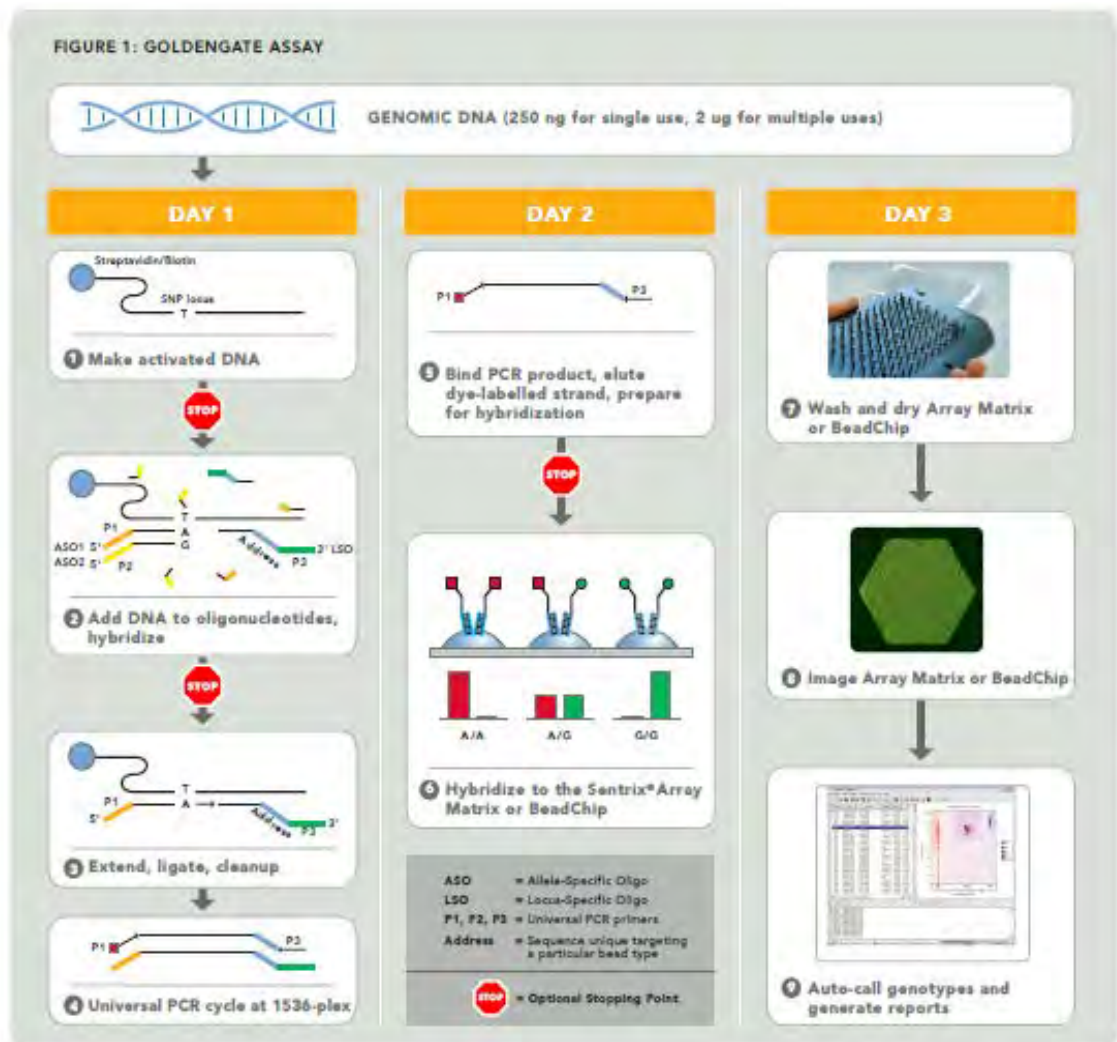 FIGURE 1: GOLDENGATE ASSAY
GENOMIC DNA (250 ng for single use, 2 ug for multiple uses)
DAY 1
Streptavidin/Biotin
SNP locus
T
1 Make activated DNA
STOP
T
P1
A
ASO1 5'
G
Address
3' LSO
ASO2 5'
P2
P3
2 Add DNA to oligonucleotides,
hybridize
STOP
T
P1
A
5'
Address
P3
3'
3 Extend, ligate, cleanup
P1
P3
4 Universal PCR cycle at 1536-plex
DAY 2
P1
P3
5 Bind PCR product, elute
dye-labelled strand, prepare
for hybridization
STOP
A/A
A/G
G/G
6 Hybridize to the Sentrix® Array
Matrix or BeadChip
ASO = Allele-Specific Oligo
LSO = Locus-Specific Oligo
P1, P2, P3 = Universal PCR primers
Address = Sequence unique targeting
a particular bead type
STOP = Optional Stopping Point
DAY 3
7 Wash and dry Array Matrix
or BeadChip
8 Image Array Matrix or BeadChip
9 Auto-call genotypes and
generate reports